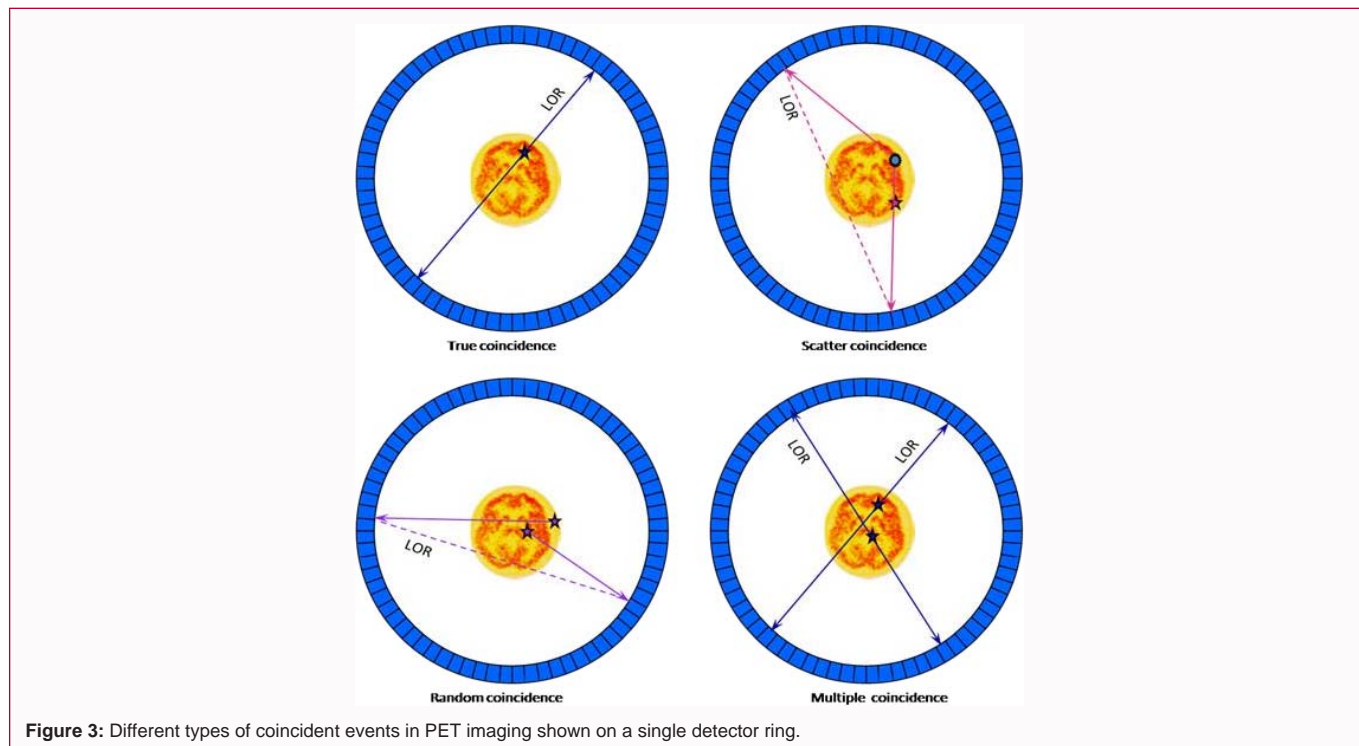 LOR
True coincidence
LOR
Scatter coincidence
LOR
Random coincidence
LOR
LOR
Multiple coincidence
Figure 3: Different types of coincident events in PET imaging shown on a single detector ring.